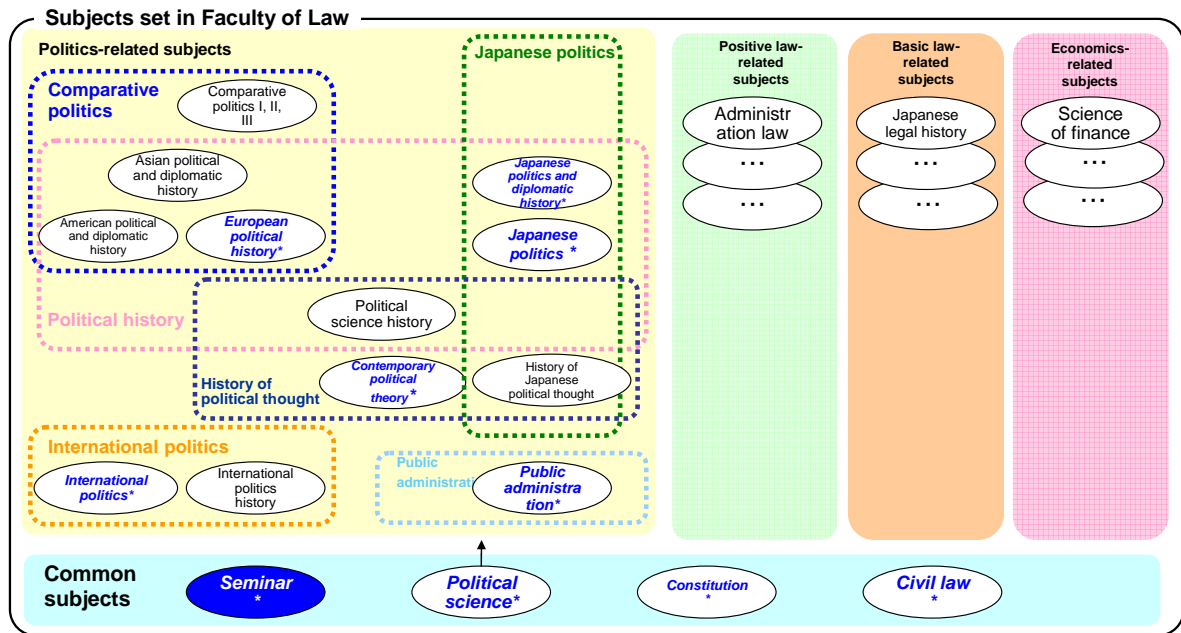 Subjects set in Faculty of Law
Politics-related subjects
Japanese politics
Comparative
politics
Comparative
politics I, II,
III
Asian political
and diplomatic
history
American political
and diplomatic
history
European
political
history*
Japanese
politics and
diplomatic
history*
Japanese
politics *
Political history
Political
science history
History of
political thought
Contemporary
political
theory*
History of
Japanese
political thought
International politics
International
politics*
International
politics
history
Public
administrati
Public
administra
tion*
Positive law-
related
subjects
Administr
ation law
...
...
Basic law-
related
subjects
Japanese
legal history
...
...
Economics-
related
subjects
Science
of finance
...
...
Common
subjects
Seminar
*
Political
science*
Constitution
*
Civil law
*